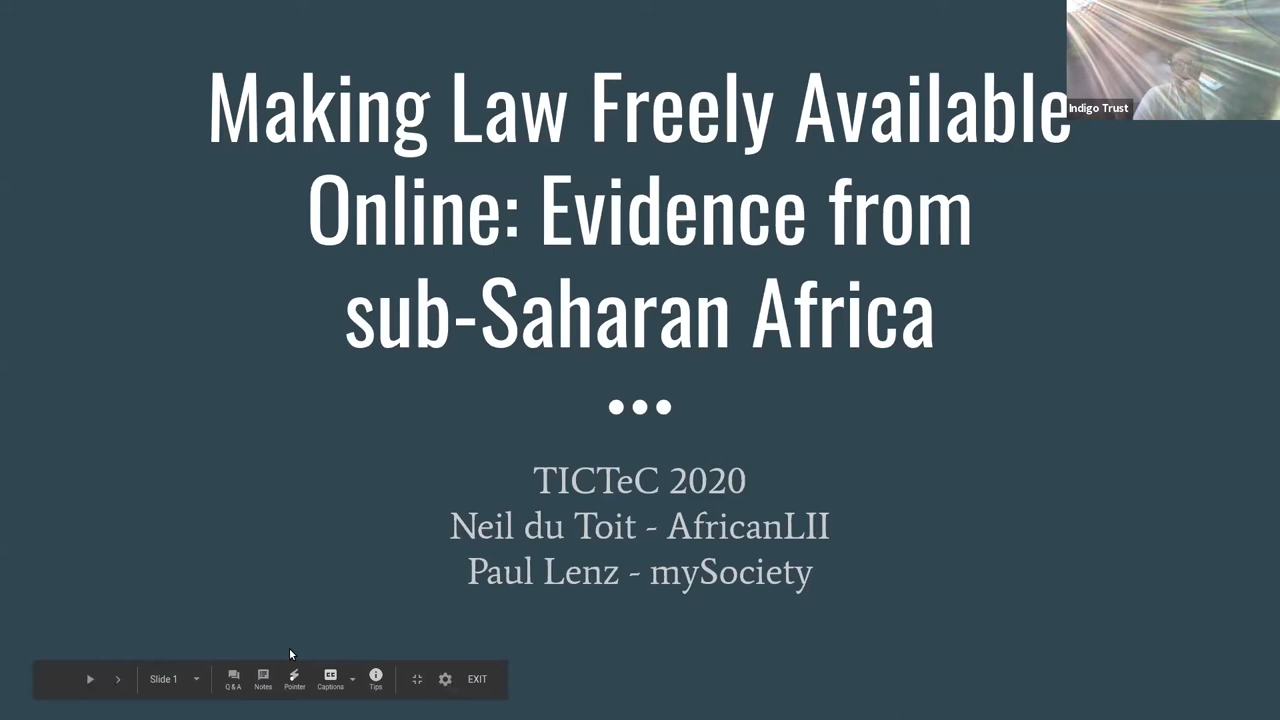 Making Law Freely Available
Online: Evidence from
sub-Saharan Africa
Indigo Trust
TICTeC 2020
Neil du Toit - AfricanLII
Paul Lenz - mySociety
Slide 1
Q & A
Notes
Pointer
CC
Captions
Tips
EXIT